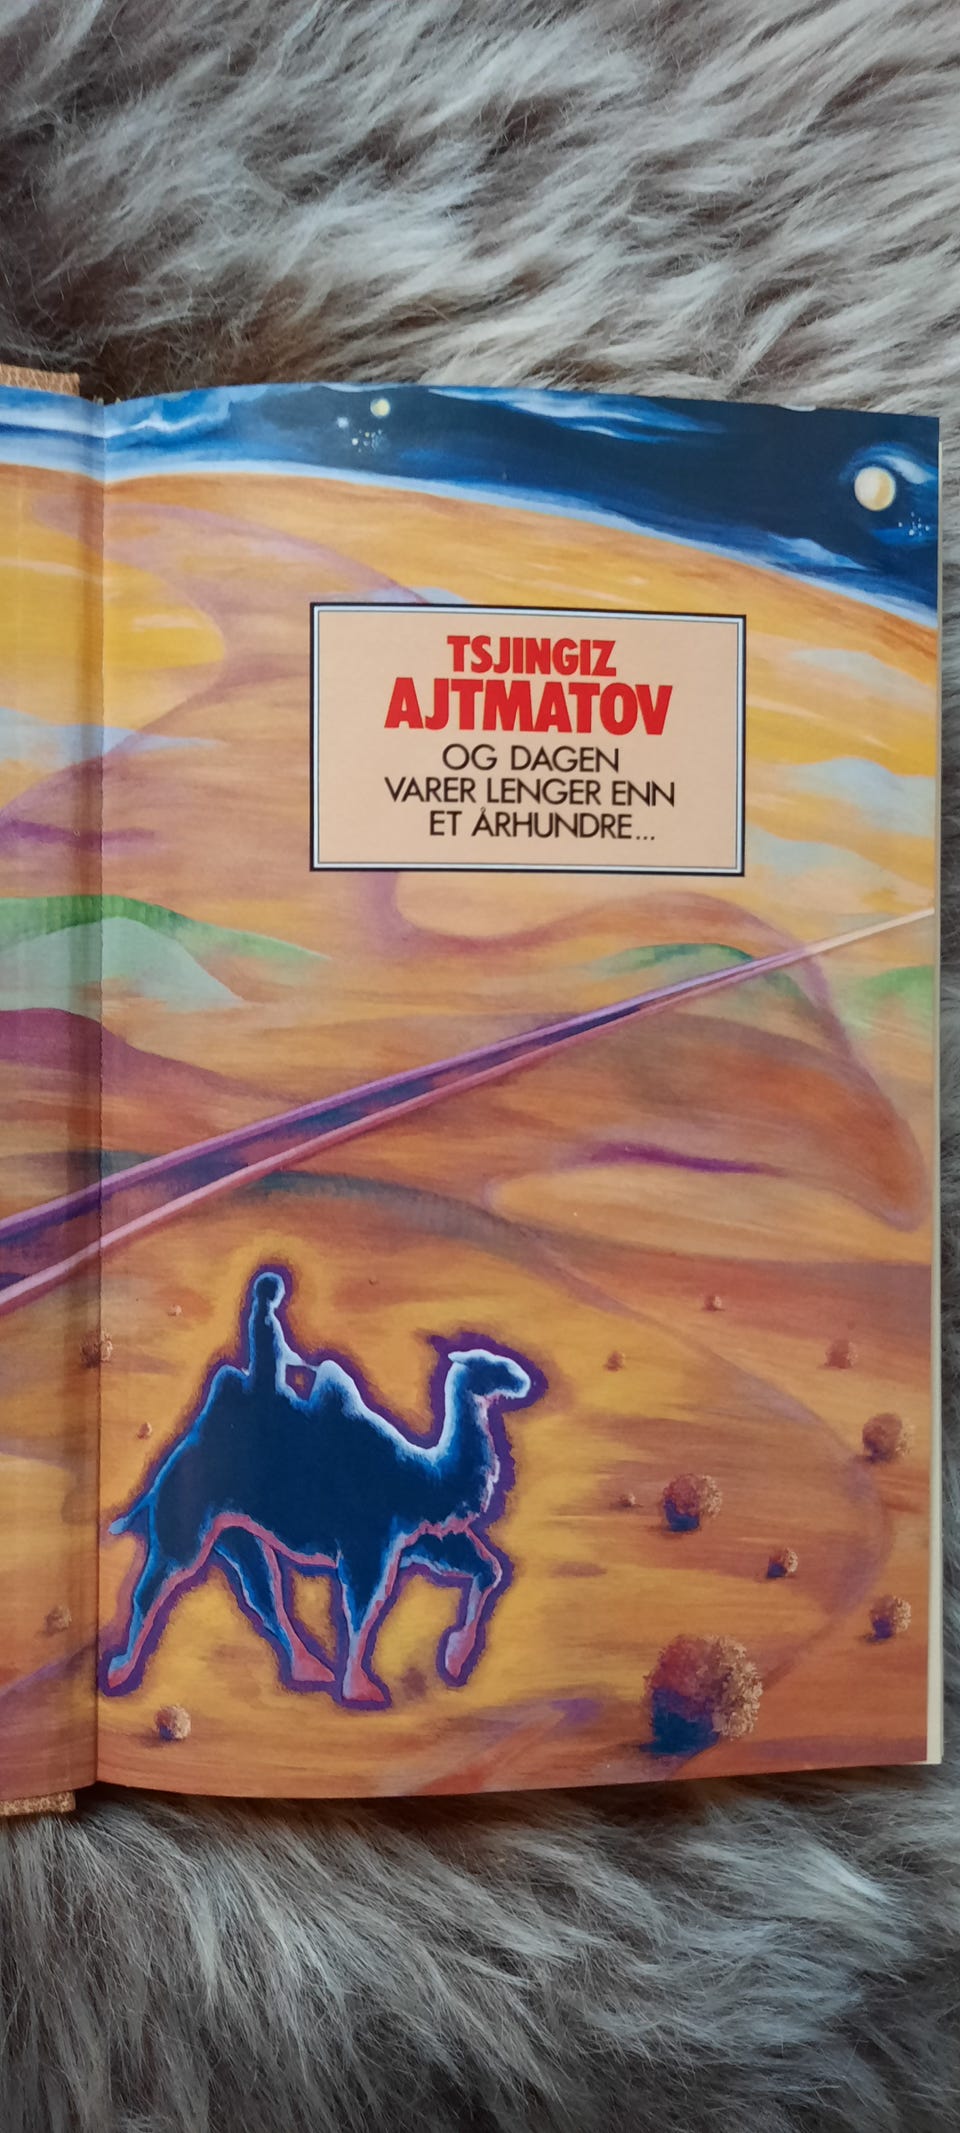 TSJINGIZ
AJTMATOV
OG DAGEN
VARER LENGER ENN
ET ÅRHUNDRE...